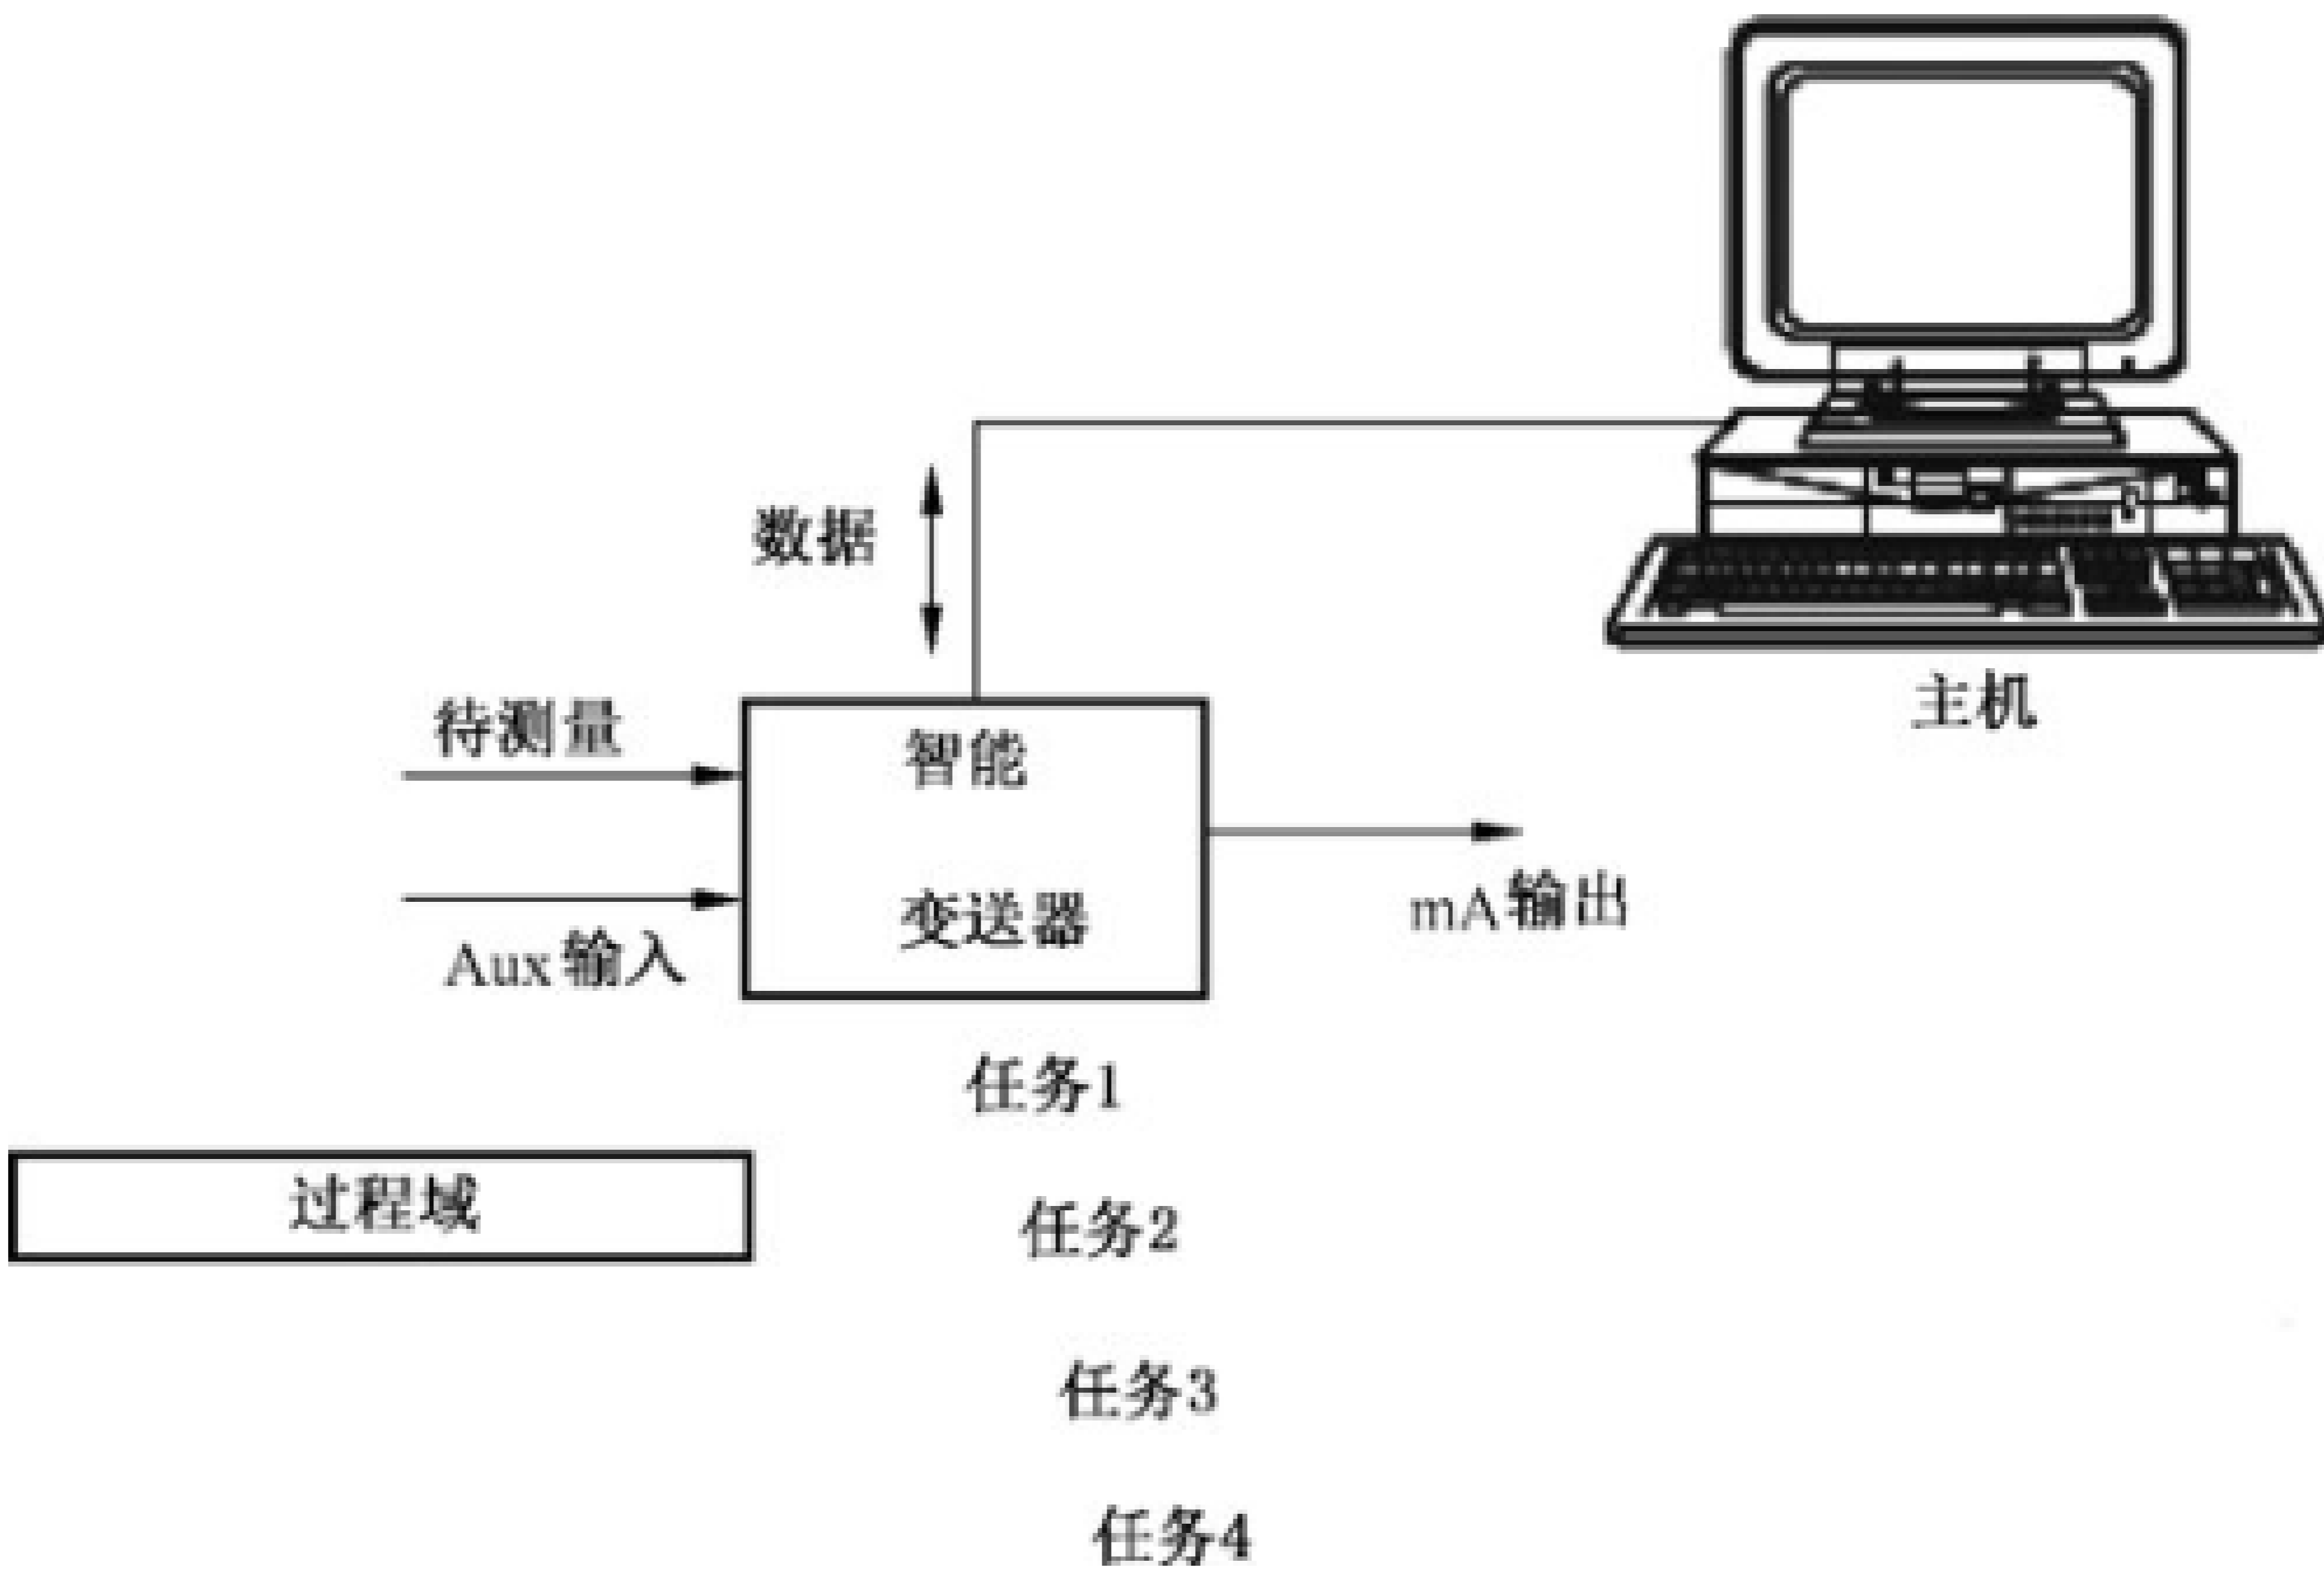 数据
主机
待测量
智能
变送器
mA输出
Aux输入
任务1
过程域
任务2
任务3
任务4